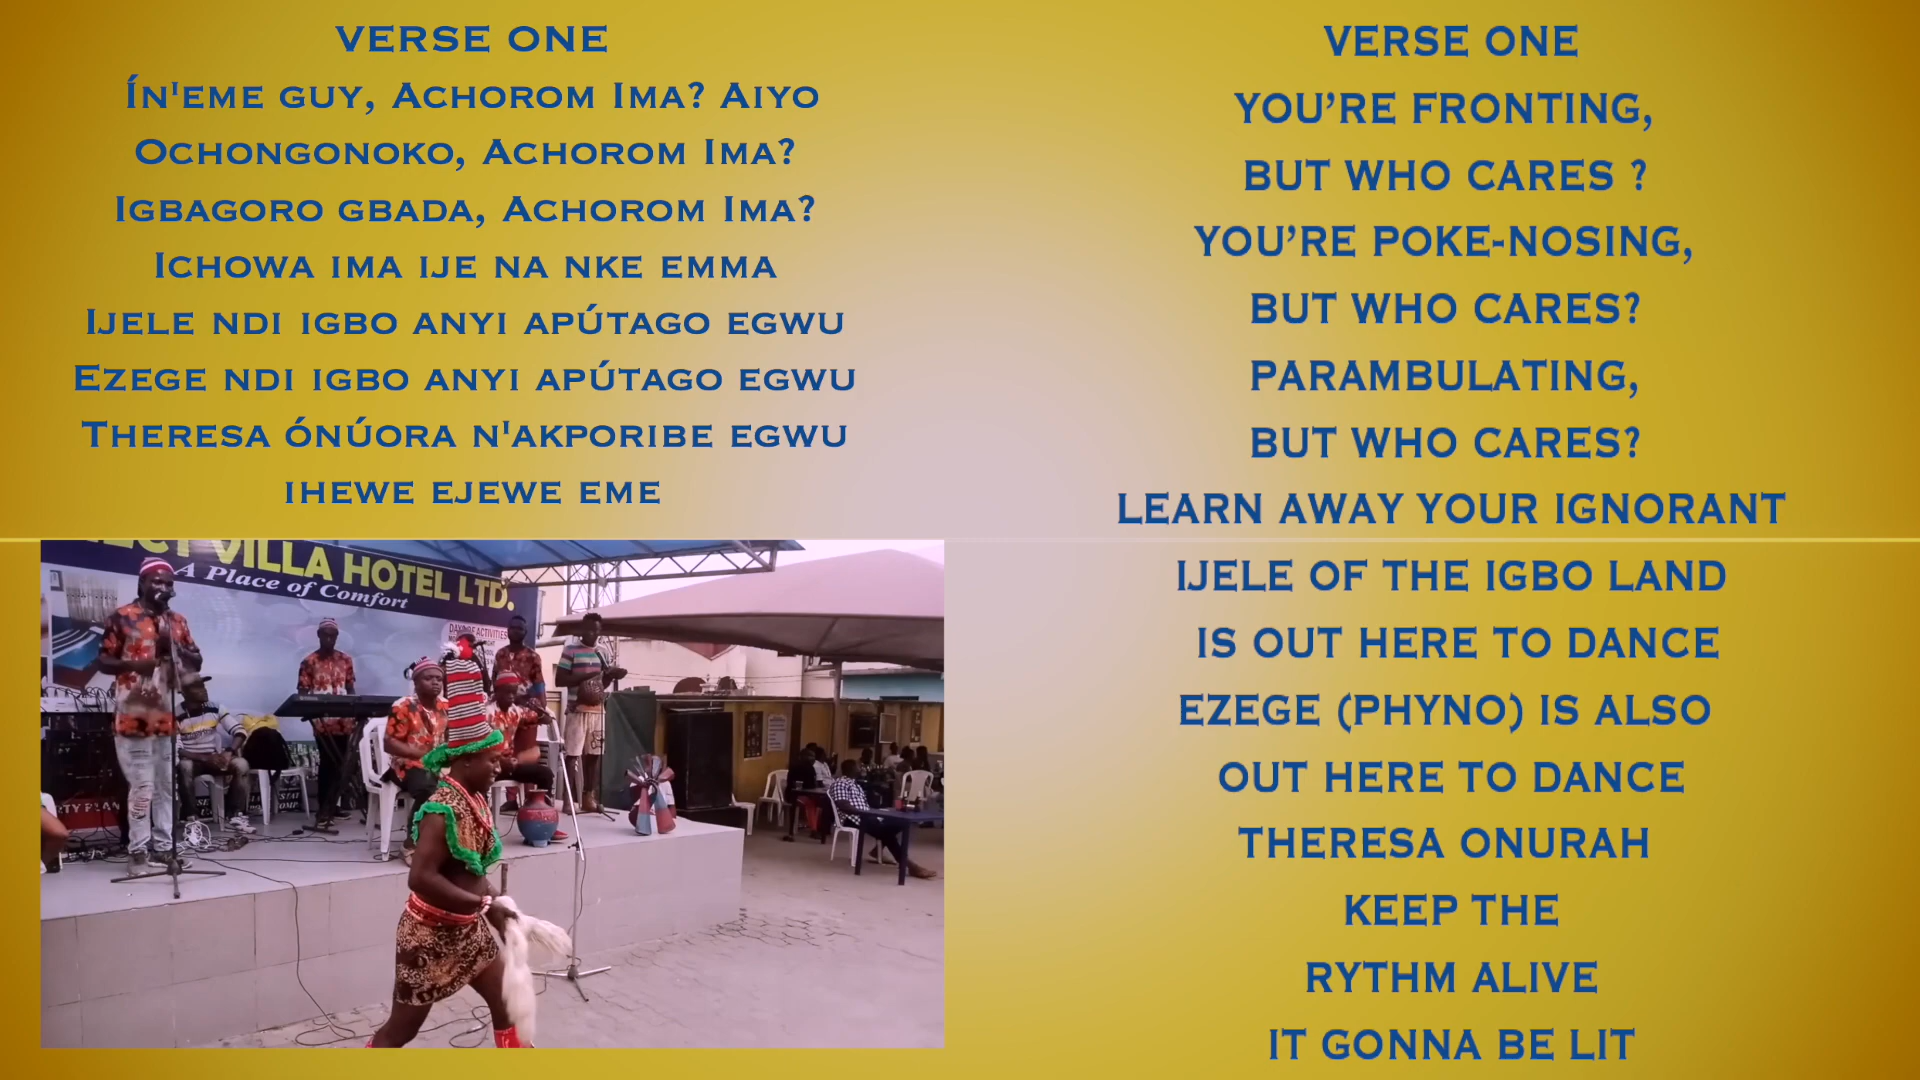 VERSE ONE
Ín'eme guy, Achorom Ima? Aiyo
Ochongonoko, Achorom Ima?
Igbagoro gbada, Achorom Ima?
Ichowa ima ije na nke emma
Ijele ndi igbo anyi apútago egwu
Ezege ndi igbo anyi apútago egwu
Theresa ónúora n'akporibe egwu
ihewe ejewe eme
VILLA HOTEL LTD.
A Place of Comfort
VERSE ONE
YOU'RE FRONTING,
BUT WHO CARES ?
YOU'RE POKE-NOSING,
BUT WHO CARES?
PARAMBULATING,
BUT WHO CARES?
LEARN AWAY YOUR IGNORANT
IJELE OF THE IGBO LAND
IS OUT HERE TO DANCE
EZEGE (PHYNO) IS ALSO
OUT HERE TO DANCE
THERESA ONURAH
KEEP THE
RYTHM ALIVE
IT GONNA BE LIT